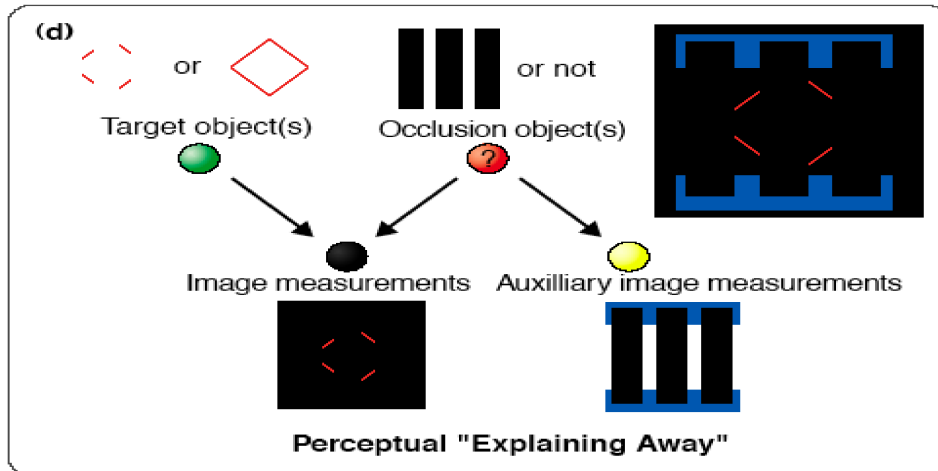 (d)
or
or not
Target object(s)
Occlusion object(s)
?
Image measurements
Auxilliary image measurements
Perceptual "Explaining Away"